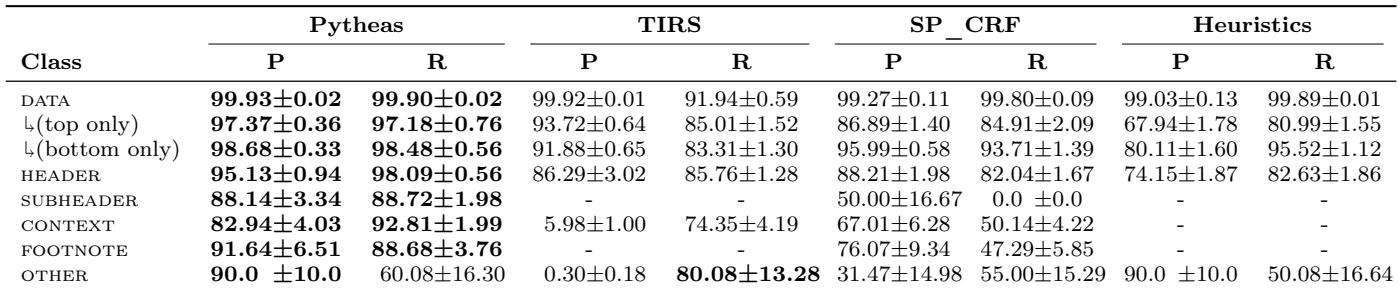 Pytheas TIRS SP_CRF Heuristics
Class P R P R P R P R
DATA 99.93±0.02 99.90±0.02 99.92±0.01 91.94±0.59 99.27±0.11 99.80±0.09 99.03±0.13 99.89±0.01
↳(top only) 97.37±0.36 97.18±0.76 93.72±0.64 85.01±1.52 86.89±1.40 84.91±2.09 67.94±1.78 80.99±1.55
↳(bottom only) 98.68±0.33 98.48±0.56 91.88±0.65 83.31±1.30 95.99±0.58 93.71±1.39 80.11±1.60 95.52±1.12
HEADER 95.13±0.94 98.09±0.56 86.29±3.02 85.76±1.28 88.21±1.98 82.04±1.67 74.15±1.87 82.63±1.86
SUBHEADER 88.14±3.34 88.72±1.98 - - 50.00±16.67 0.0 ±0.0 - -
CONTEXT 82.94±4.03 92.81±1.99 5.98±1.00 74.35±4.19 67.01±6.28 50.14±4.22 - -
FOOTNOTE 91.64±6.51 88.68±3.76 - - 76.07±9.34 47.29±5.85 - -
OTHER 90.0 ±10.0 60.08±16.30 0.30±0.18 80.08±13.28 31.47±14.98 55.00±15.29 90.0 ±10.0 50.08±16.64